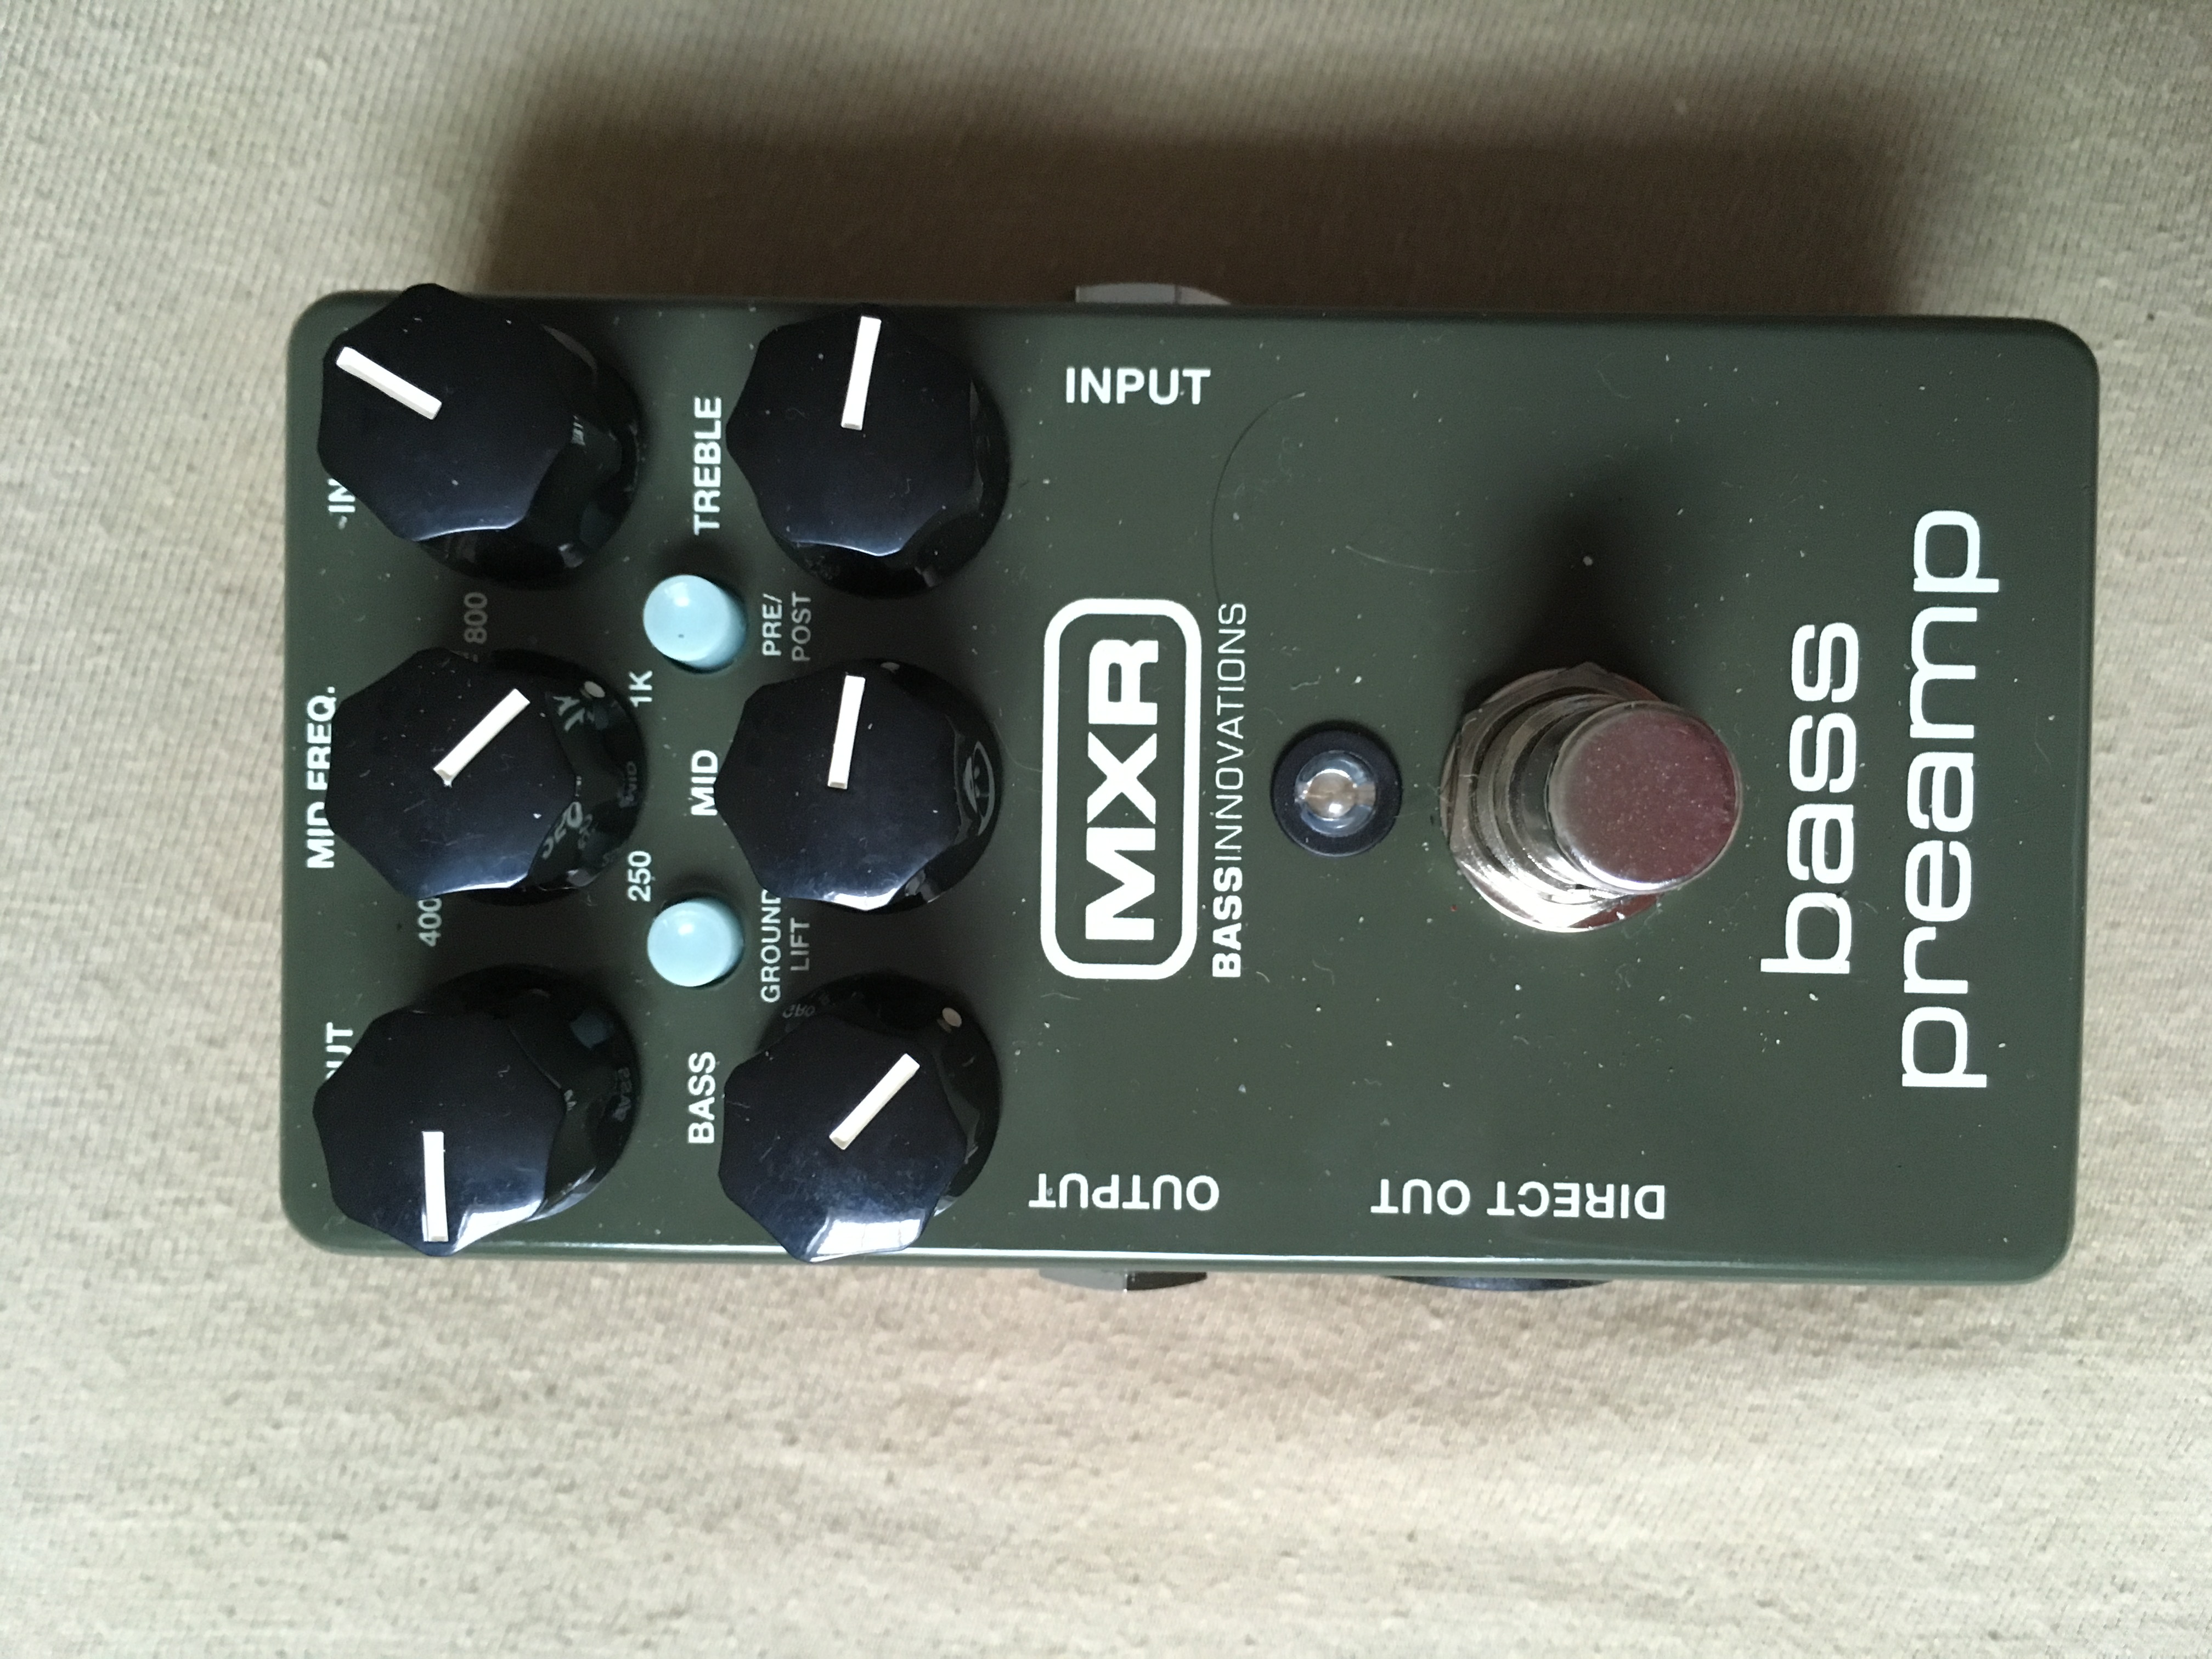 MID FREQ.
400
800
250
1K
BASS
MID
TREBLE
GROUND
LIFT
PRE/
POST
OUTPUT
INPUT
MXR
BASSINNOVATIONS
DIRECT OUT
bass
preamp